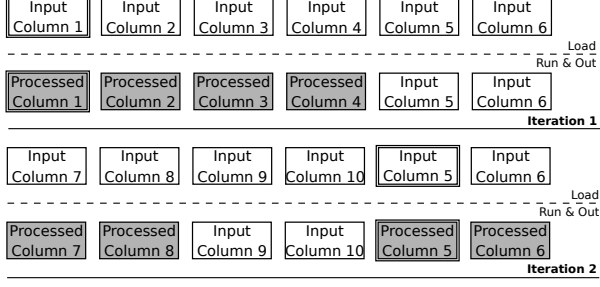 Input Input Input Input Input Input
Column 1 Column 2 Column 3 Column 4 Column 5 Column 6
Load
Run & Out
Processed Processed Processed Processed Input Input
Column 1 Column 2 Column 3 Column 4 Column 5 Column 6
Iteration 1
Input Input Input Input Input Input
Column 7 Column 8 Column 9 Column 10 Column 5 Column 6
Load
Run & Out
Processed Processed Input Input Processed Processed
Column 7 Column 8 Column 9 Column 10 Column 5 Column 6
Iteration 2